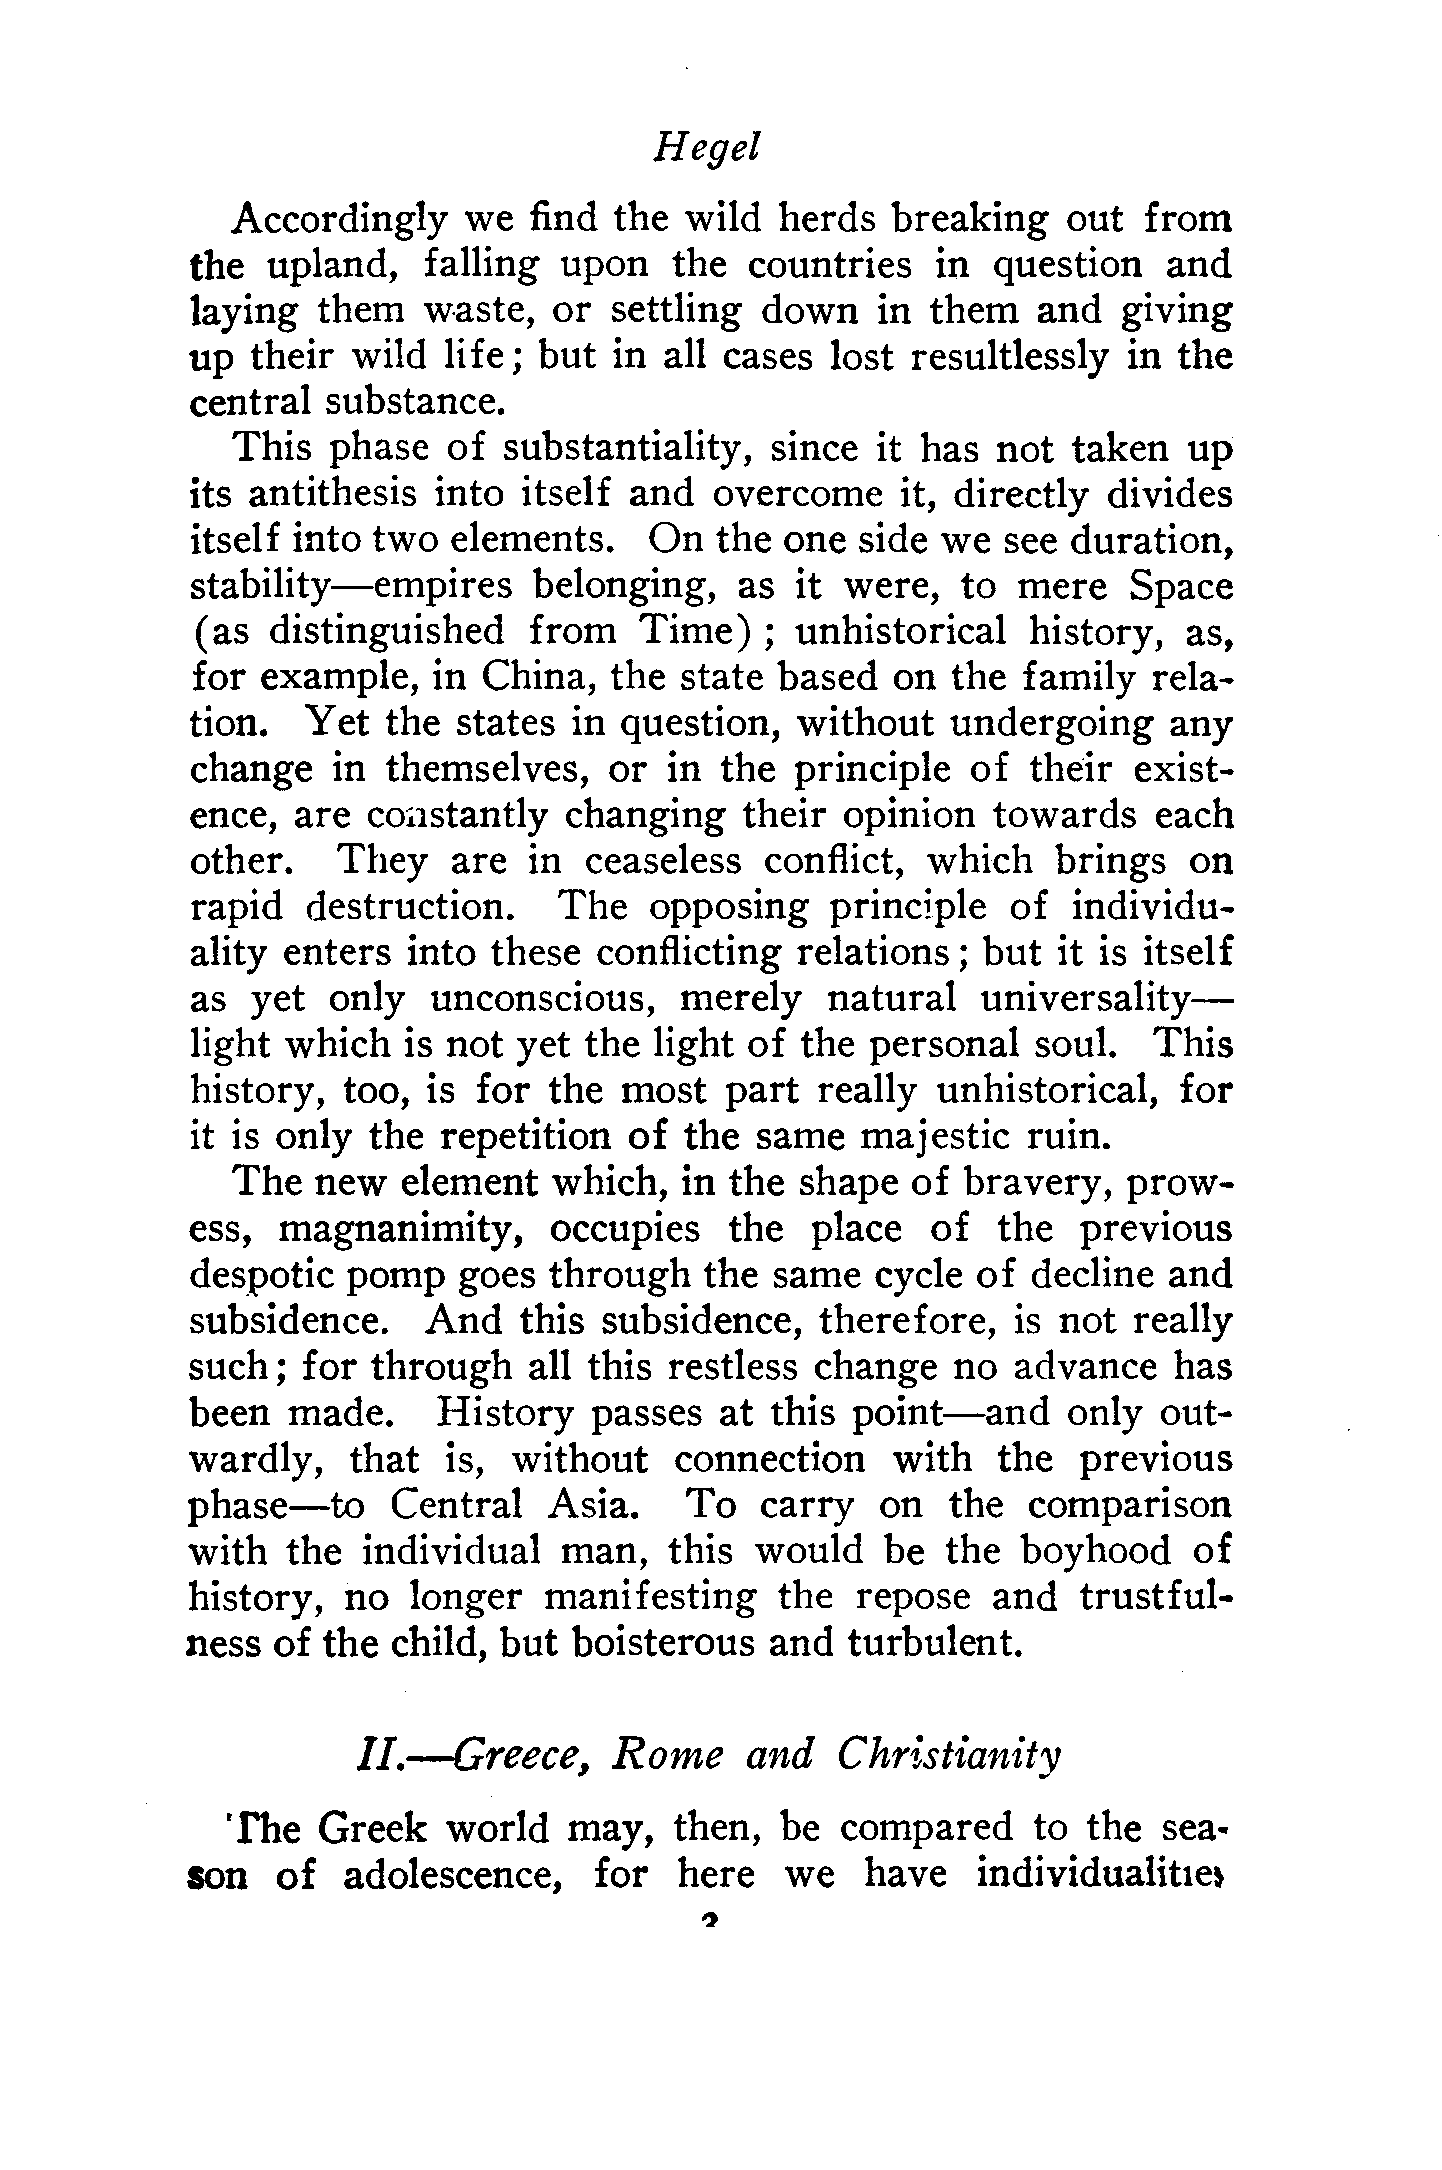 Hegel
Accordingly we find the wild herds breaking out from
the upland, falling upon the countries in question and
laying them waste, or settling down in them and giving
up their wild life; but in all cases lost resultlessly in the
central substance.
This phase of substantiality, since it has not taken up
its antithesis into itself and overcome it, directly divides
itself into two elements. On the one side we see duration,
stability—empires belonging, as it were, to mere Space
(as distinguished from Time); unhistorical history, as,
for example, in China, the state based on the family rela-
tion. Yet the states in question, without undergoing any
change in themselves, or in the principle of their exist-
ence, are constantly changing their opinion towards each
other. They are in ceaseless conflict, which brings on
rapid destruction. The opposing principle of individu-
ality enters into these conflicting relations; but it is itself
as yet only unconscious, merely natural universality—
light which is not yet the light of the personal soul. This
history, too, is for the most part really unhistorical, for
it is only the repetition of the same majestic ruin.
The new element which, in the shape of bravery, prow-
ess, magnanimity, occupies the place of the previous
despotic pomp goes through the same cycle of decline and
subsidence. And this subsidence, therefore, is not really
such; for through all this restless change no advance has
been made. History passes at this point—and only out-
wardly, that is, without connection with the previous
phase—to Central Asia. To carry on the comparison
with the individual man, this would be the boyhood of
history, no longer manifesting the repose and trustful-
ness of the child, but boisterous and turbulent.
II.—Greece, Rome and Christianity
The Greek world may, then, be compared to the sea-
son of adolescence, for here we have individualities